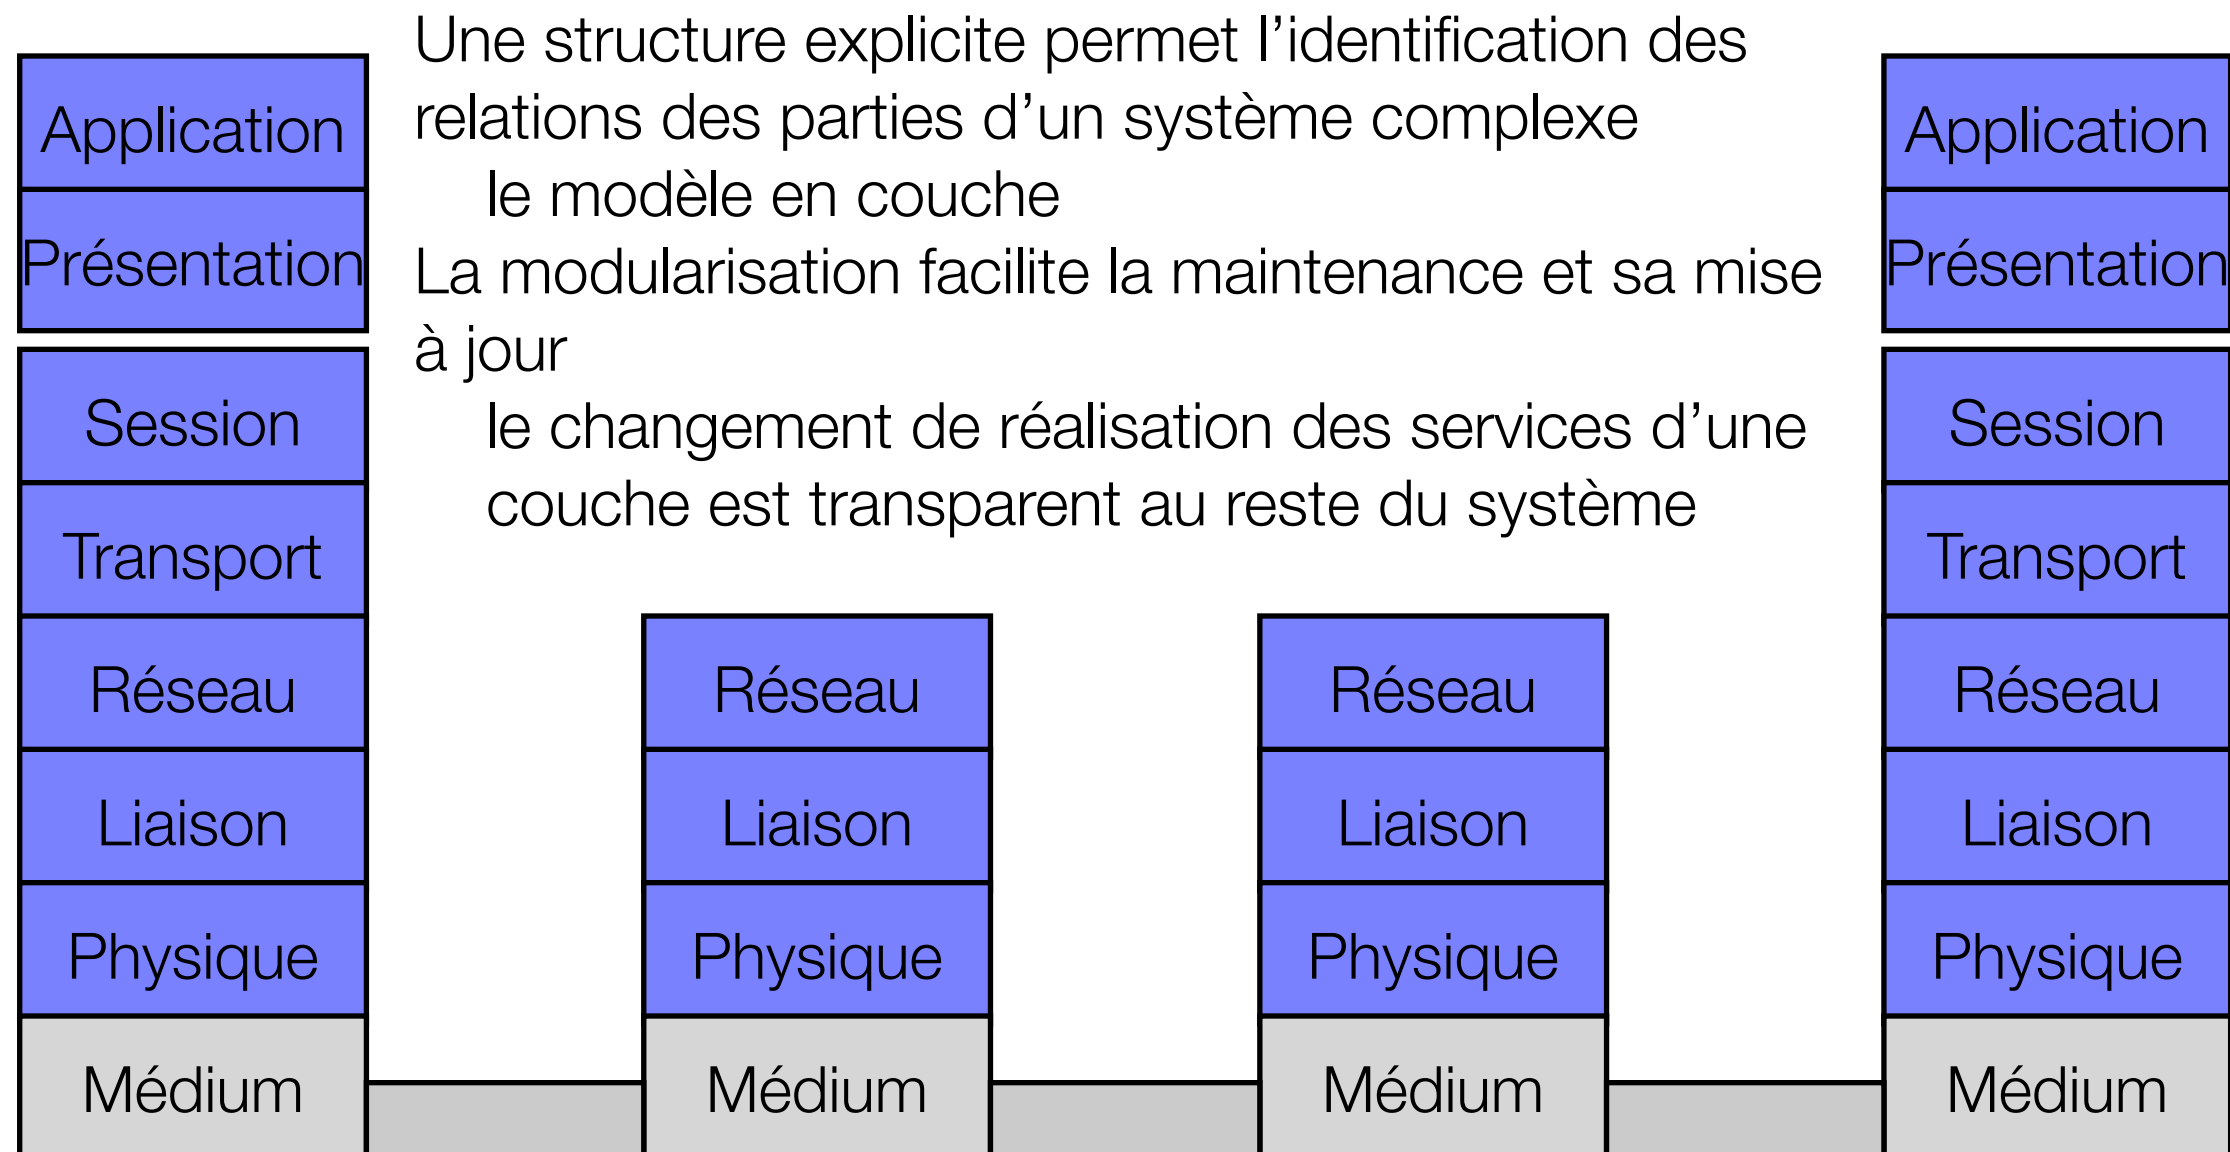 Une structure explicite permet l’identification des
relations des parties d’un système complexe
le modèle en couche
La modularisation facilite la maintenance et sa mise
à jour
le changement de réalisation des services d’une
couche est transparent au reste du système
Application
Présentation
Session
Transport
Réseau
Liaison
Physique
Médium
Réseau
Liaison
Physique
Médium
Réseau
Liaison
Physique
Médium
Application
Présentation
Session
Transport
Réseau
Liaison
Physique
Médium